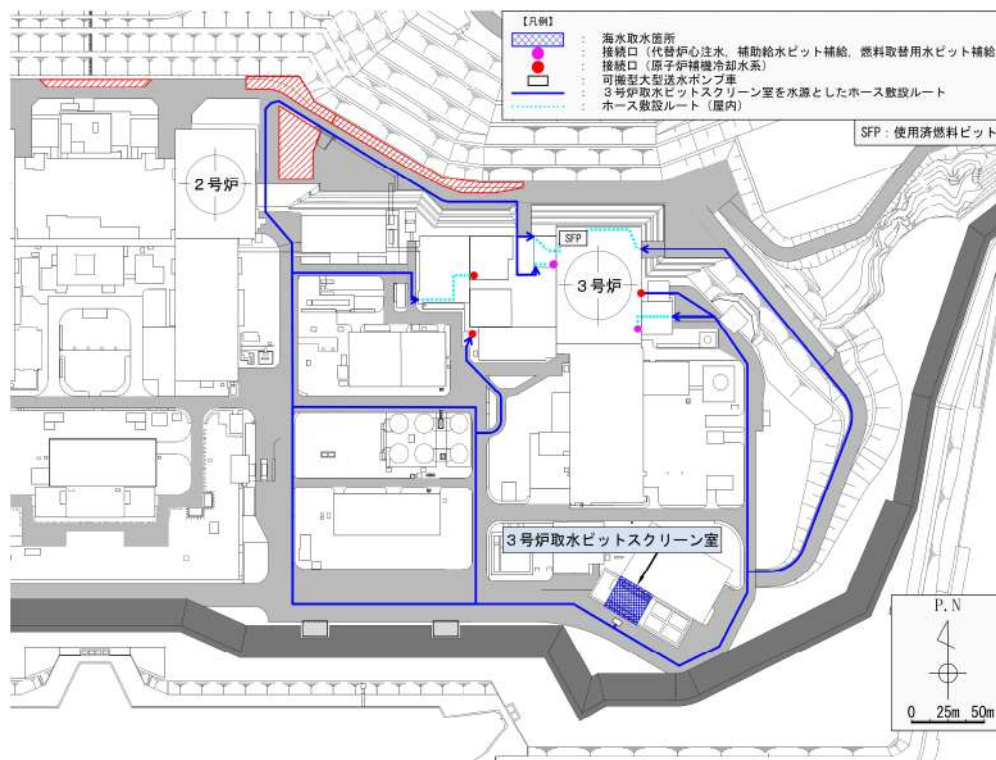 【凡例】
： 海水取水箇所
： 接続口（代替炉心注水，補助給水ピット補給，燃料取替用水ピット補給
： 接続口（原子炉補機冷却水系）
： 可搬型大型送水ポンプ車
： ３号炉取水ピットスクリーン室を水源としたホース敷設ルート
： ホース敷設ルート（屋内）
SFP：使用済燃料ピット
２号炉
SFP
３号炉
３号炉取水ピットスクリーン室
P.N
0 25m 50m